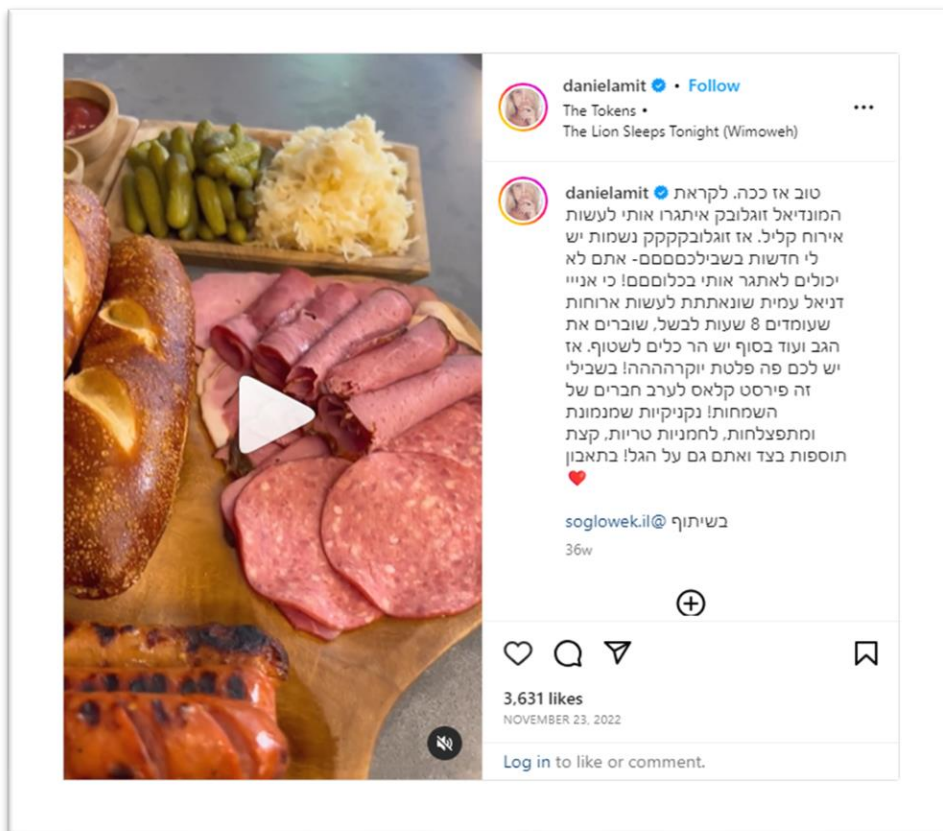 danielamit • Follow
The Tokens •
The Lion Sleeps Tonight (Wimoweh)
danielamit טוב אז ככה. לקראת
המונדיאל זוגלובק איתגרו אותי לעשות
אירוח קליל. אז זוגלובקקקק נשמות יש
לי חדשות בשבילכםםםם- אתם לא
יכולים לאתגר אותי בכלוםםם! כי אנייי
דניאל עמית שונאתתת לעשות ארוחות
שעומדים 8 שעות לבשל, שוברים את
הגב ועוד בסוף יש הר כלים לשטוף. אז
יש לכם פה פלטת יוקרהההה! בשבילי
זה פירסט קלאס לערב חברים של
השמחות! נקניקיות שמנמונת
ומתפצלחות, לחמניות טריות, קצת
תוספות בצד ואתם גם על הגל! בתאבון
❤️
בשיתוף @soglowek.il
36w
3,631 likes
NOVEMBER 23, 2022
Log in to like or comment.